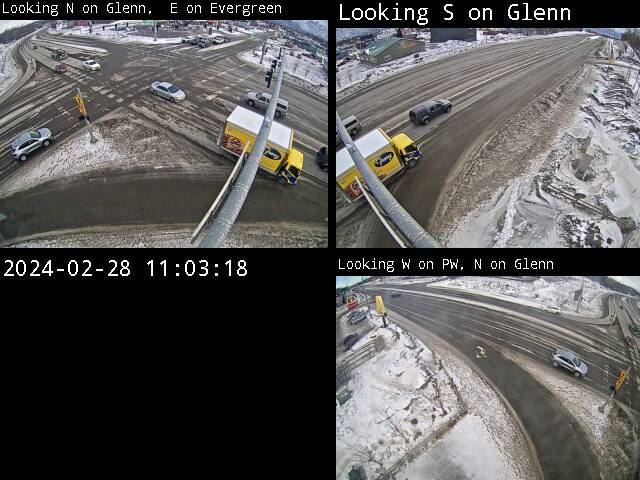 Looking N on Glenn,  E on Evergreen
Looking S on Glenn
2024-02-28 11:03:18
Looking W on PW, N on Glenn